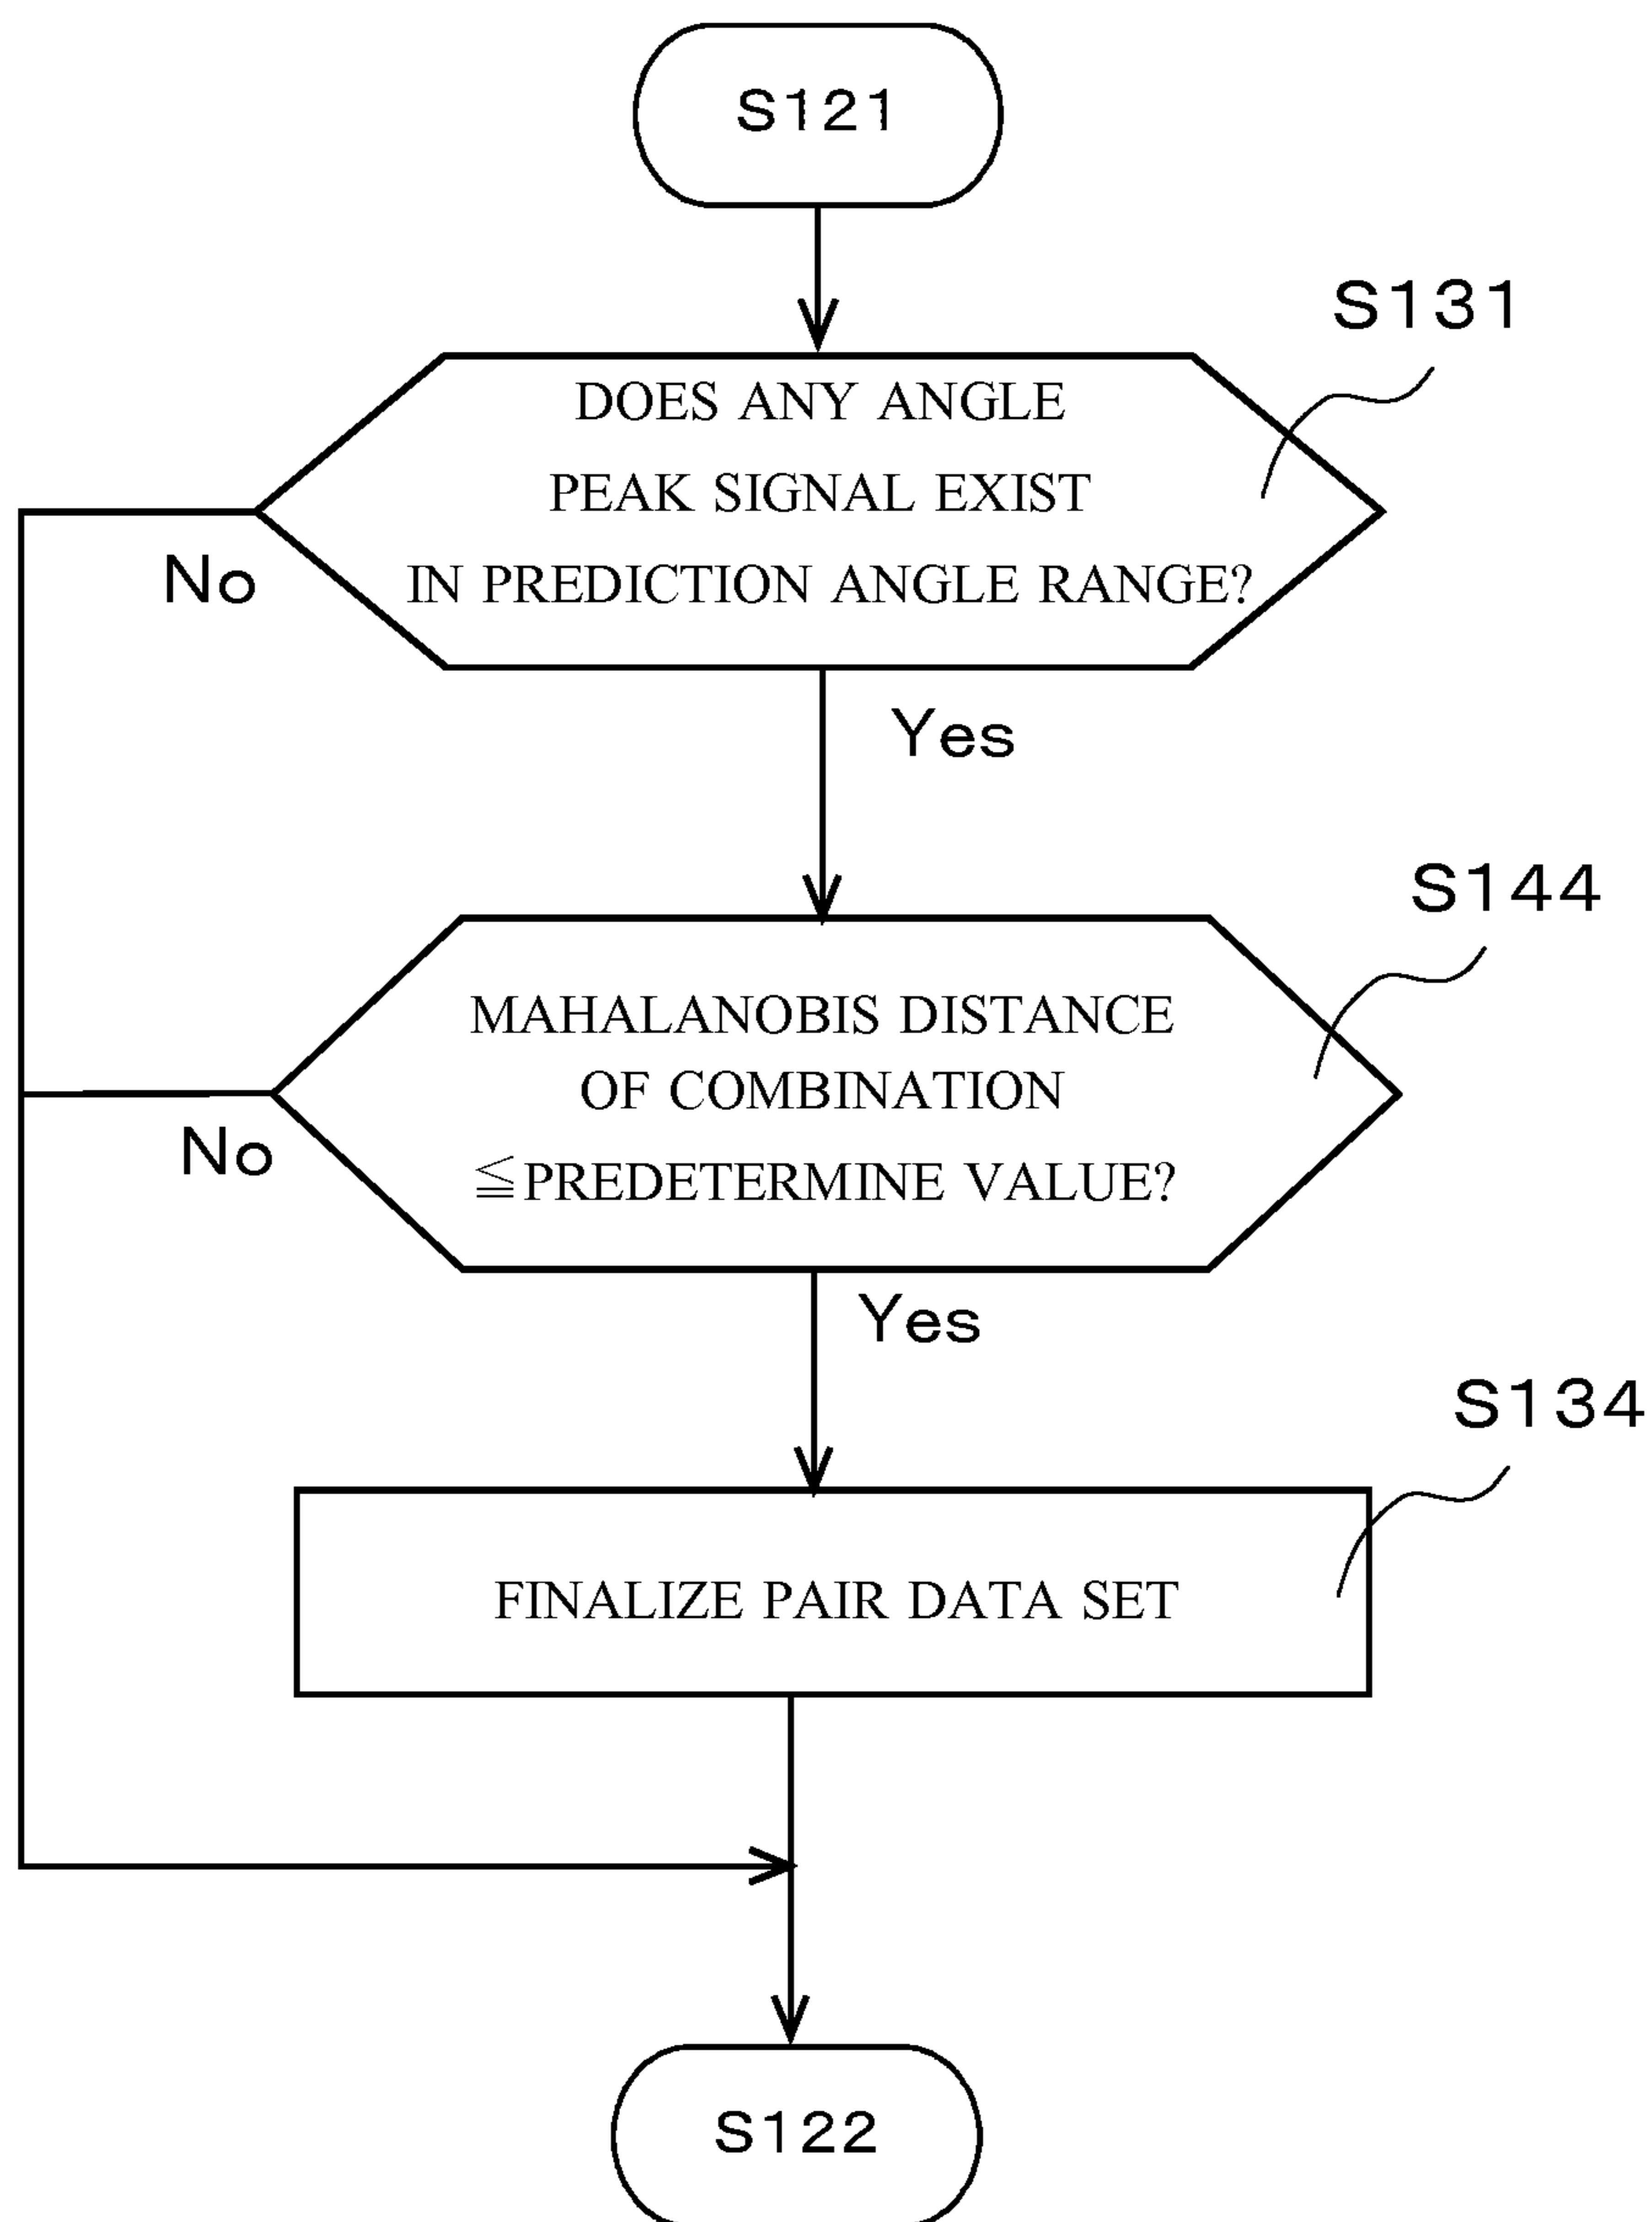 S121
S131
DOES ANY ANGLE
PEAK SIGNAL EXIST
IN PREDICTION ANGLE RANGE?
No
Yes
S144
MAHALANOBIS DISTANCE
OF COMBINATION
≦PREDETERMINE VALUE?
No
Yes
S134
FINALIZE PAIR DATA SET
S122